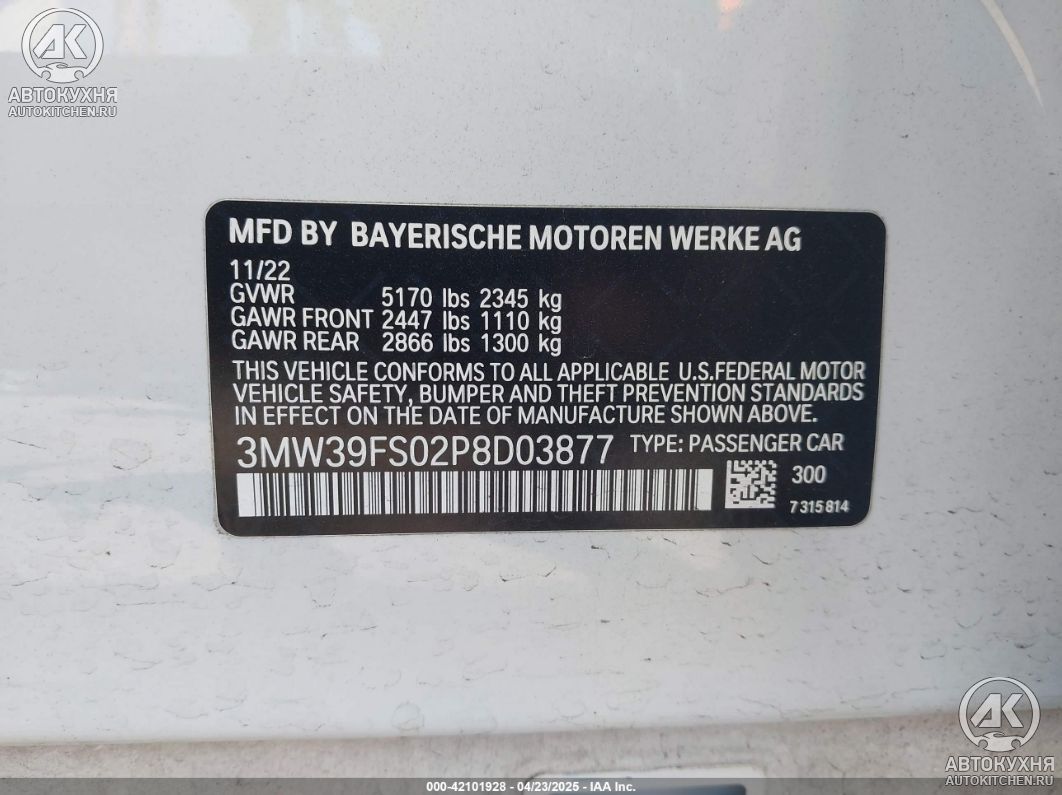 AK
АВТОКУХНЯ
AUTOKITCHEN.RU
MFD BY BAYERISCHE MOTOREN WERKE AG
11/22
GVWR 5170 lbs 2345 kg
GAWR FRONT 2447 lbs 1110 kg
GAWR REAR 2866 lbs 1300 kg
THIS VEHICLE CONFORMS TO ALL APPLICABLE U.S.FEDERAL MOTOR
VEHICLE SAFETY, BUMPER AND THEFT PREVENTION STANDARDS
IN EFFECT ON THE DATE OF MANUFACTURE SHOWN ABOVE.
3MW39FS02P8D03877 TYPE: PASSENGER CAR
300
7315814
AK
АВТОКУХНЯ
AUTOKITCHEN.RU
000-42101928 - 04/23/2025 - IAA Inc.